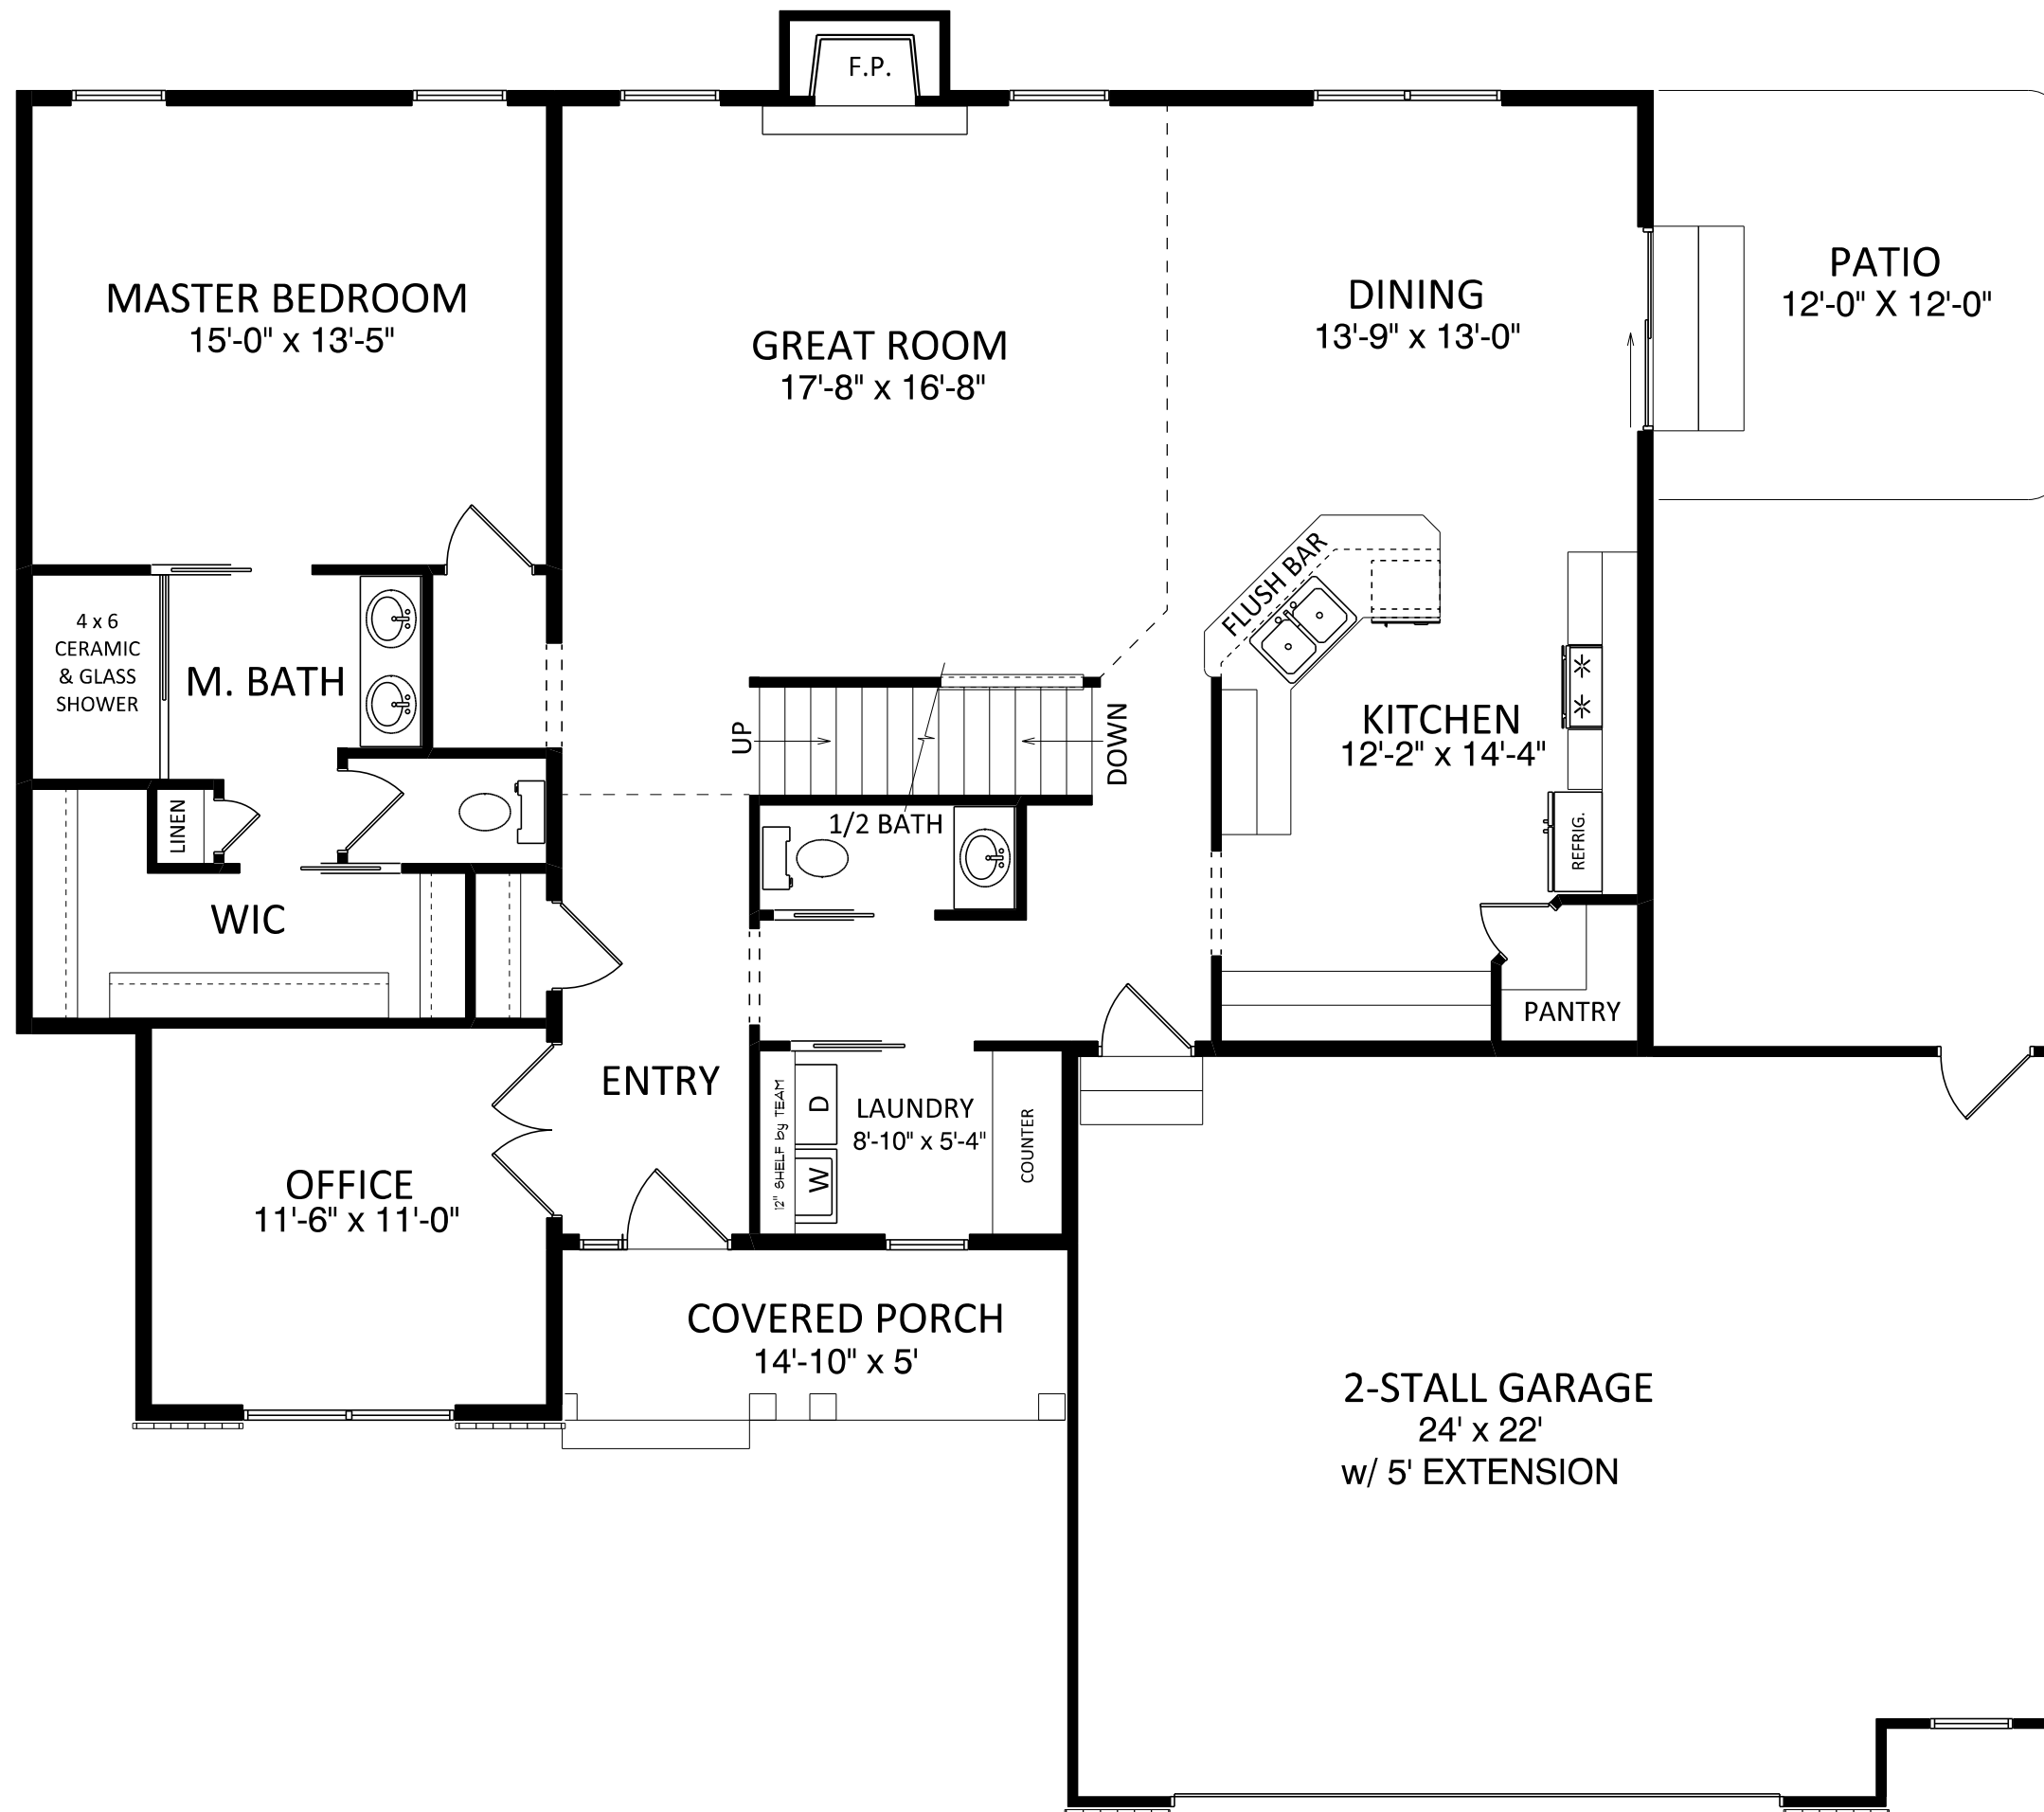 F.P.
MASTER BEDROOM
15'-0" x 13'-5"
GREAT ROOM
17'-8" x 16'-8"
DINING
13'-9" x 13'-0"
PATIO
12'-0" X 12'-0"
4 x 6
CERAMIC
& GLASS
SHOWER
M. BATH
FLUSH BAR
UP
DOWN
KITCHEN
12'-2" x 14'-4"
LINEN
1/2 BATH
REFRIG.
WIC
PANTRY
ENTRY
12" SHELF by TEAM
D
W
LAUNDRY
8'-10" x 5'-4"
COUNTER
OFFICE
11'-6" x 11'-0"
COVERED PORCH
14'-10" x 5'
2-STALL GARAGE
24' x 22'
w/ 5' EXTENSION